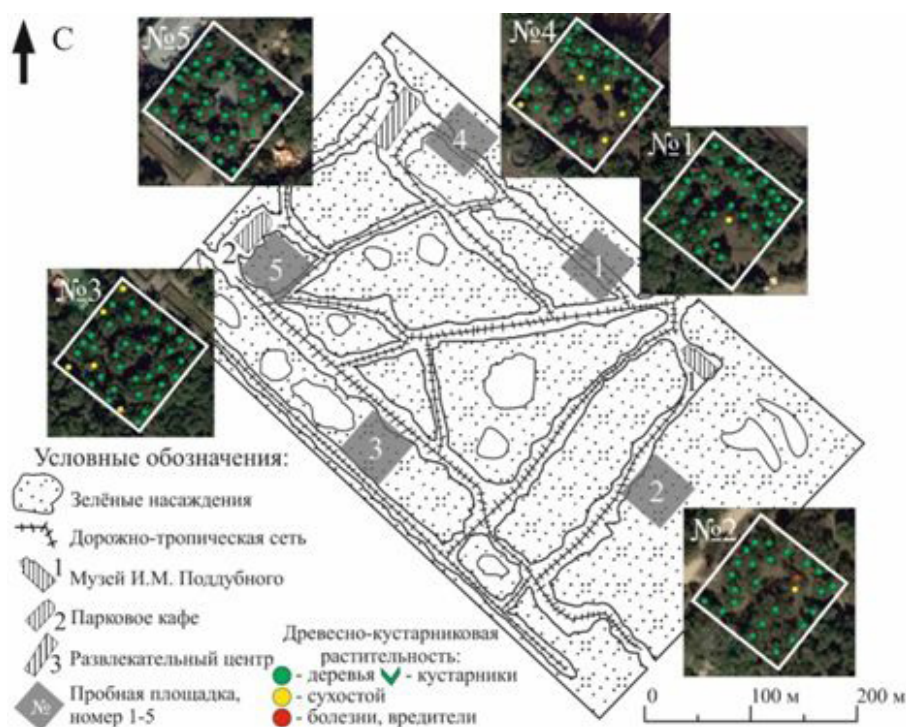 С
№5
№4
№1
№3
№2
3
4
2
5
1
1
3
2
Условные обозначения:
Зелёные насаждения
Дорожно-тропическая сеть
1 Музей И.М. Поддубного
2 Парковое кафе
3 Развлекательный центр
№ Пробная площадка,
номер 1-5
Древесно-кустарниковая
растительность:
- деревья - кустарники
- сухостой
- болезни, вредители
0 100 м 200 м